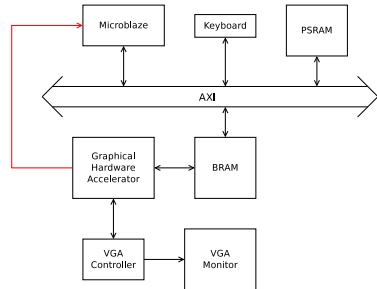 Microblaze
Keyboard
PSRAM
AXI
Graphical
Hardware
Accelerator
BRAM
VGA
Controller
VGA
Monitor